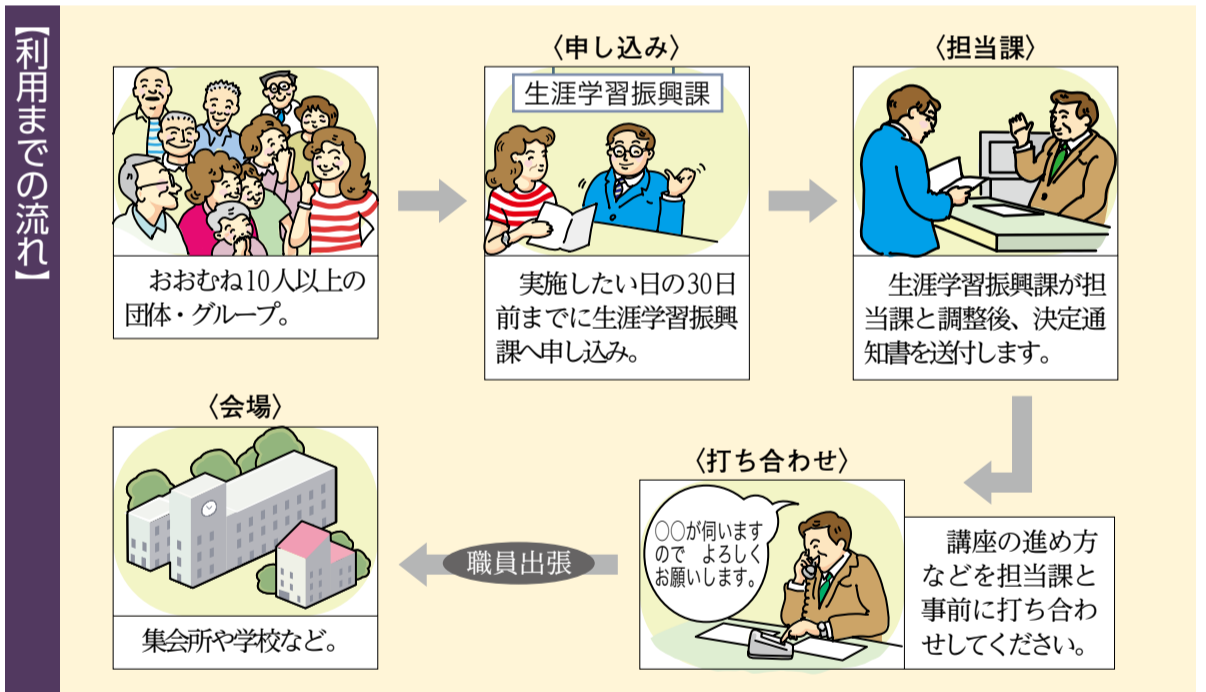 【利用までの流れ】
おおむね10人以上の
団体・グループ。
〈申し込み〉
生涯学習振興課
実施したい日の30日
前までに生涯学習振興
課へ申し込み。
〈担当課〉
生涯学習振興課が担
当課と調整後、決定通
知書を送付します。
〈打ち合わせ〉
○○が伺います
ので　よろしく
お願いします。
講座の進め方
などを担当課と
事前に打ち合わ
せしてください。
職員出張
〈会場〉
集会所や学校など。